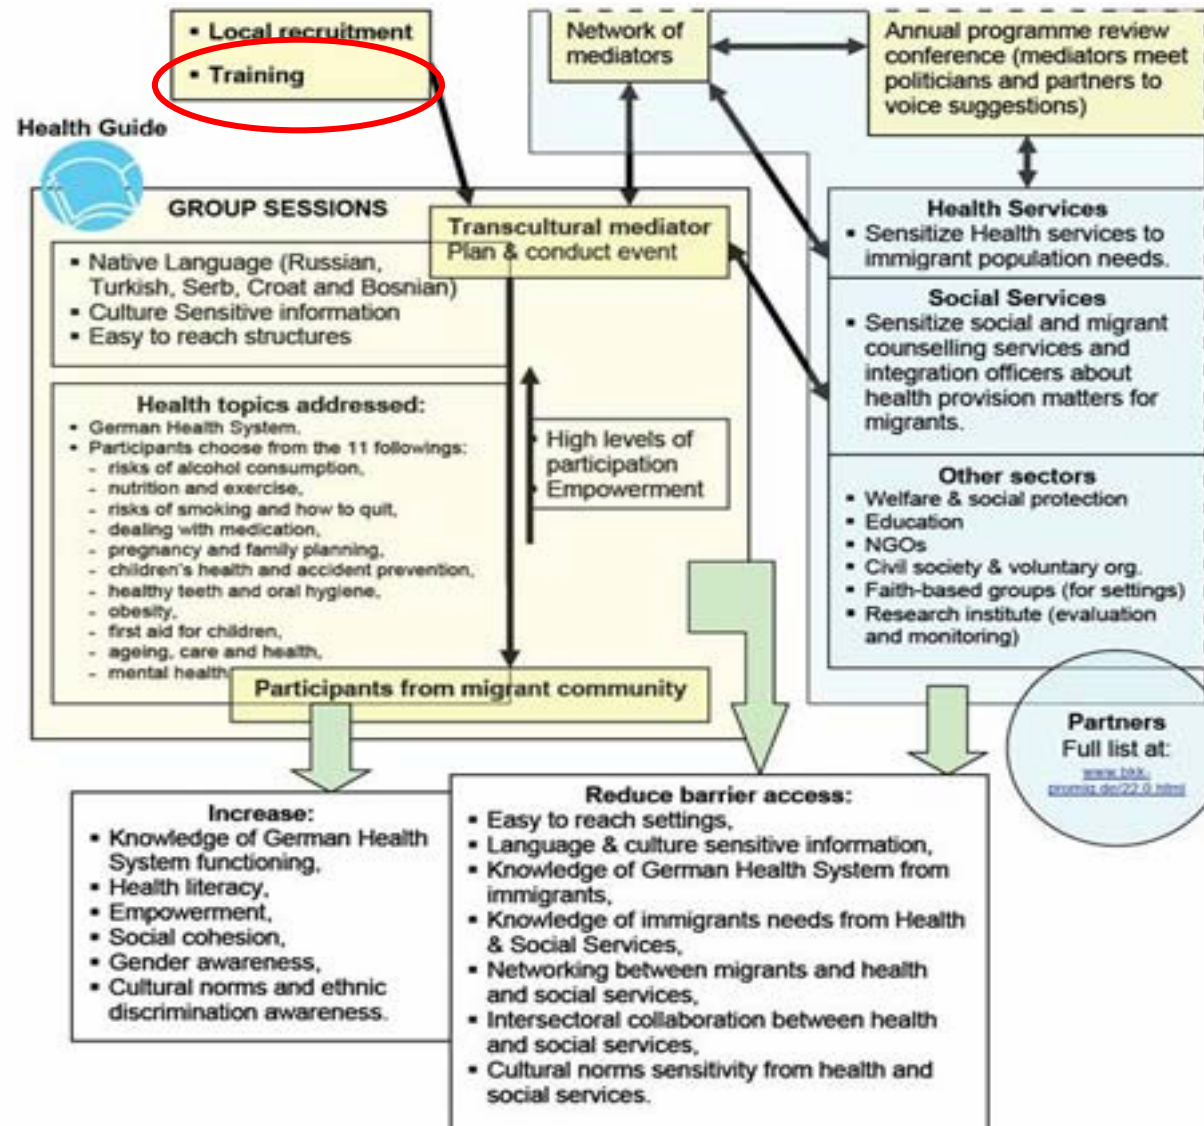 ▪ Local recruitment
▪ Training
Network of
mediators
Annual programme review
conference (mediators meet
politicians and partners to
voice suggestions)
Health Guide
GROUP SESSIONS
Transcultural mediator
Plan & conduct event
▪ Native Language (Russian,
Turkish, Serb, Croat and Bosnian)
▪ Culture Sensitive information
▪ Easy to reach structures
Health topics addressed:
▪ German Health System.
▪ Participants choose from the 11 followings:
- risks of alcohol consumption,
- nutrition and exercise,
- risks of smoking and how to quit,
- dealing with medication,
- pregnancy and family planning,
- children's health and accident prevention,
- healthy teeth and oral hygiene,
- obesity,
- first aid for children,
- ageing, care and health,
- mental health
▪ High levels of
participation
▪ Empowerment
Participants from migrant community
Health Services
▪ Sensitize Health services to
immigrant population needs.
Social Services
▪ Sensitize social and migrant
counselling services and
integration officers about
health provision matters for
migrants.
Other sectors
▪ Welfare & social protection
▪ Education
▪ NGOs
▪ Civil society & voluntary org.
▪ Faith-based groups (for settings)
▪ Research institute (evaluation
and monitoring)
Partners
Full list at:
www.bkk-
promig.de/22.0.html
Increase:
▪ Knowledge of German Health
System functioning,
▪ Health literacy,
▪ Empowerment,
▪ Social cohesion,
▪ Gender awareness,
▪ Cultural norms and ethnic
discrimination awareness.
Reduce barrier access:
▪ Easy to reach settings,
▪ Language & culture sensitive information,
▪ Knowledge of German Health System from
immigrants,
▪ Knowledge of immigrants needs from Health
& Social Services,
▪ Networking between migrants and health
and social services,
▪ Intersectoral collaboration between health
and social services,
▪ Cultural norms sensitivity from health and
social services.